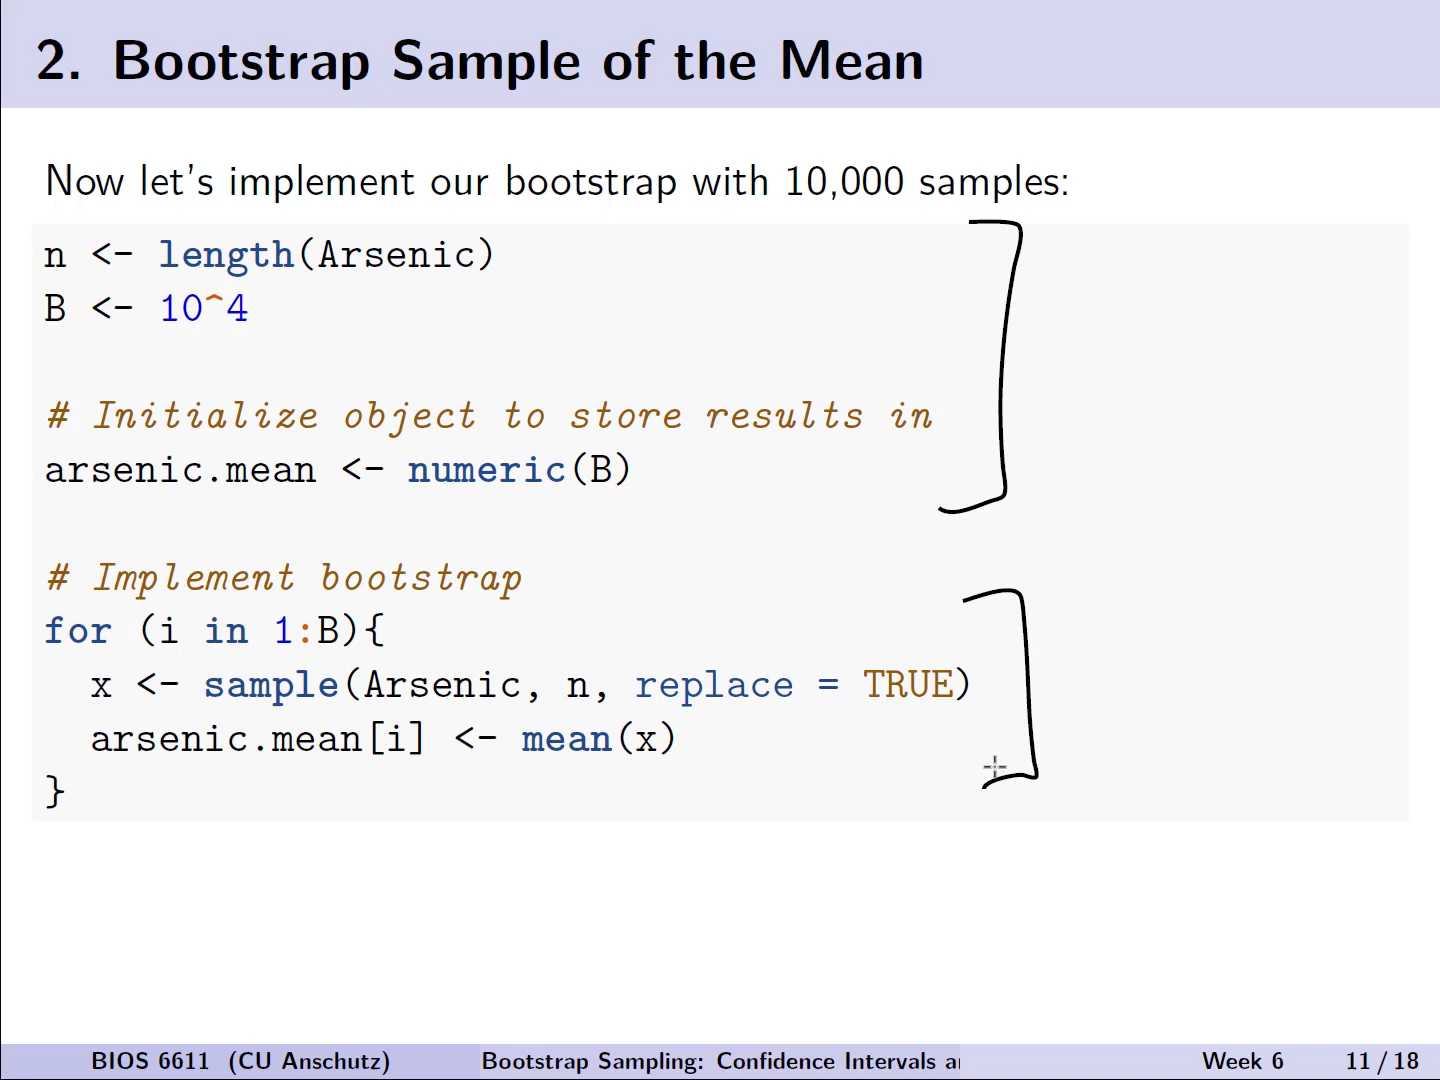 2. Bootstrap Sample of the Mean
Now let's implement our bootstrap with 10,000 samples:
n <- length(Arsenic)
B <- 10^4
# Initialize object to store results in
arsenic.mean <- numeric(B)
# Implement bootstrap
for (i in 1:B){
  x <- sample(Arsenic, n, replace = TRUE)
  arsenic.mean[i] <- mean(x)
}
BIOS 6611 (CU Anschutz) Bootstrap Sampling: Confidence Intervals Week 6 11 / 18